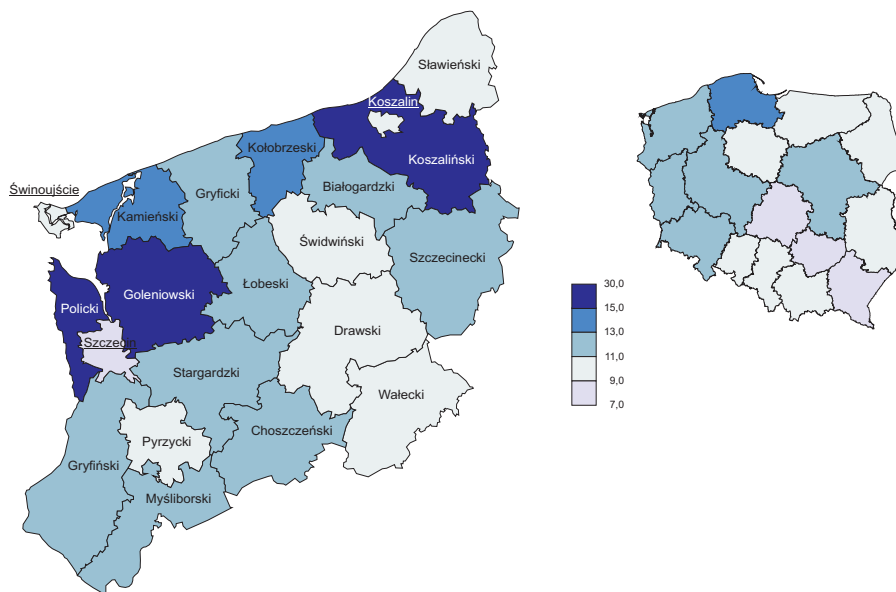 Sławieński
Koszalin
Kołobrzeski
Koszaliński
Białogardzki
Gryficki
Świnoujście
Kamieński
Świdwiński
Szczecinecki
Łobeski
Goleniowski
Policki
Drawski
Szczecin
Stargardzki
Wałecki
Choszczeński
Pyrzycki
Gryfiński
Myśliborski
30,0
15,0
13,0
11,0
9,0
7,0